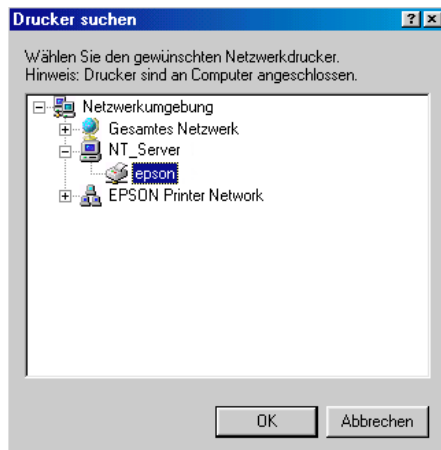 Drucker suchen
Wählen Sie den gewünschten Netzwerkdrucker.
Hinweis: Drucker sind an Computer angeschlossen.
Netzwerkumgebung
Gesamtes Netzwerk
NT_Server
epson
EPSON Printer Network
OK Abbrechen